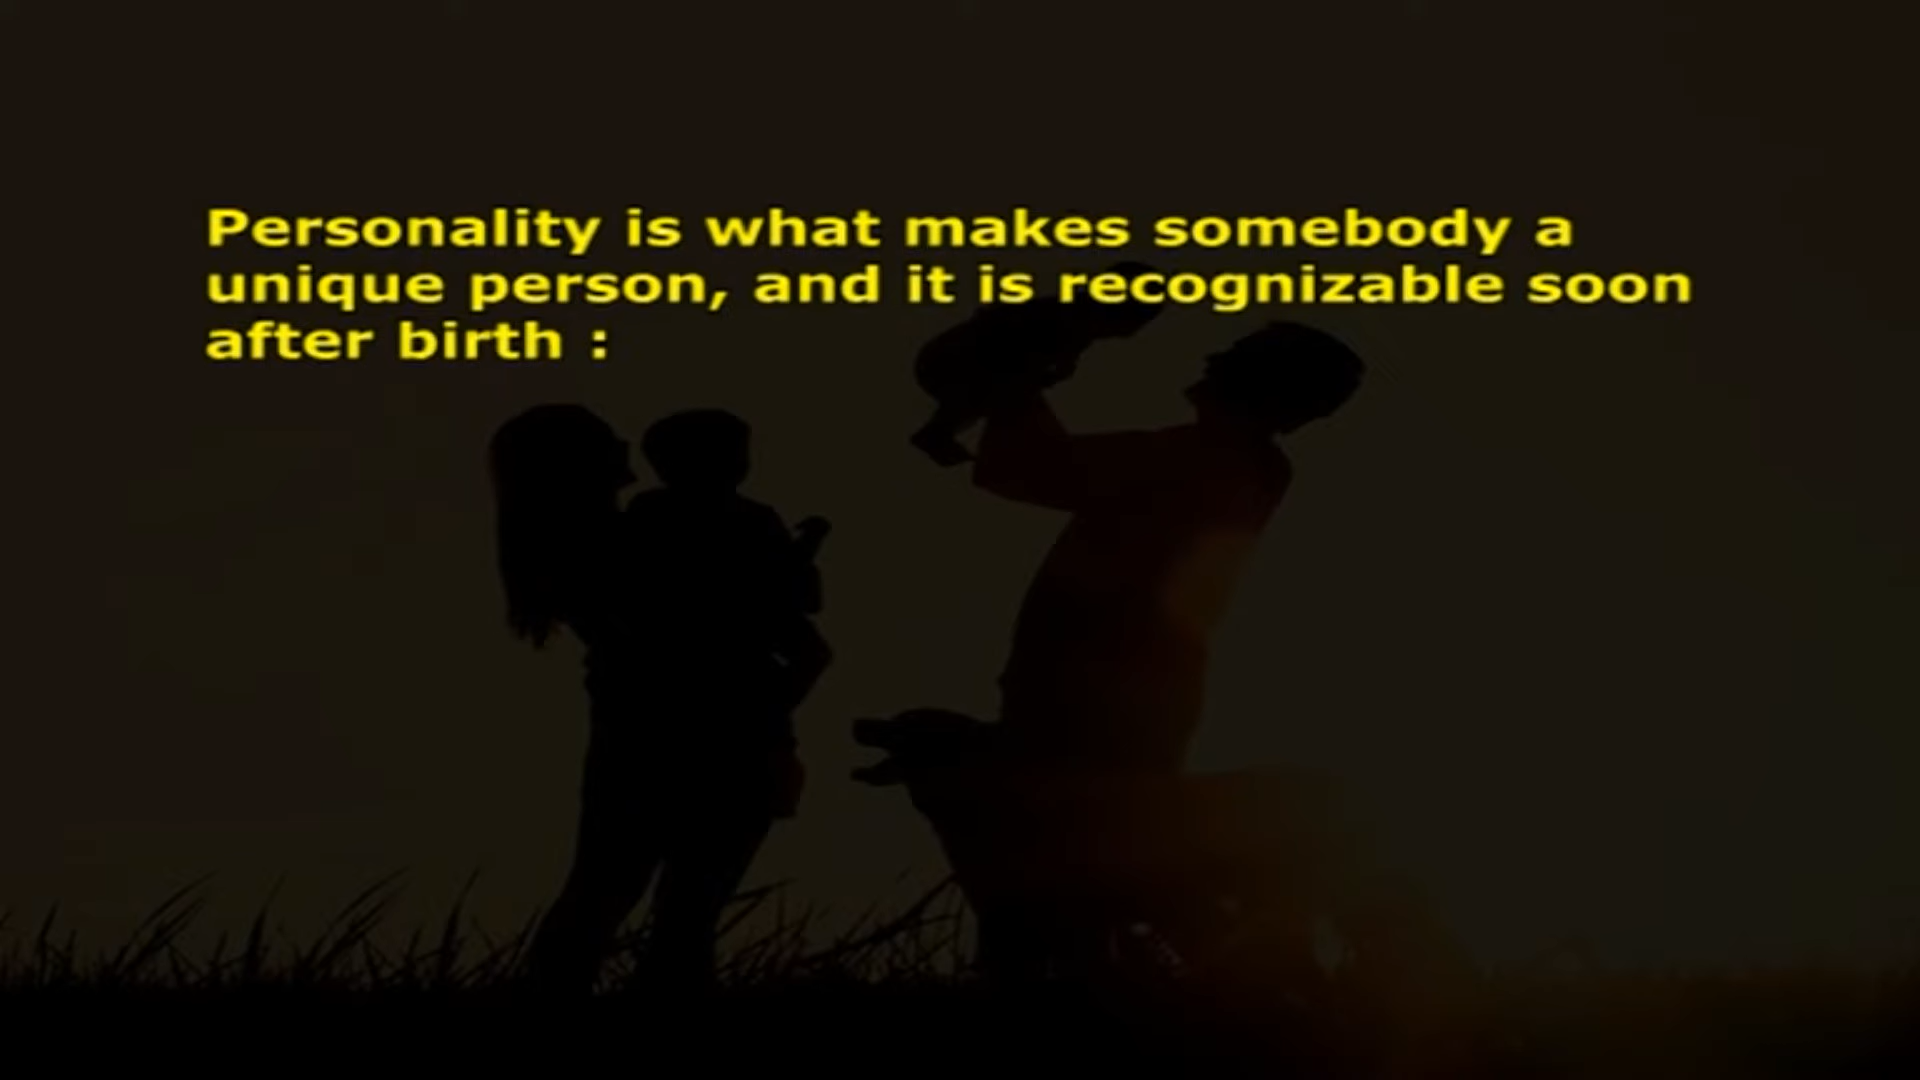 Personality is what makes somebody a
unique person, and it is recognizable soon
after birth :